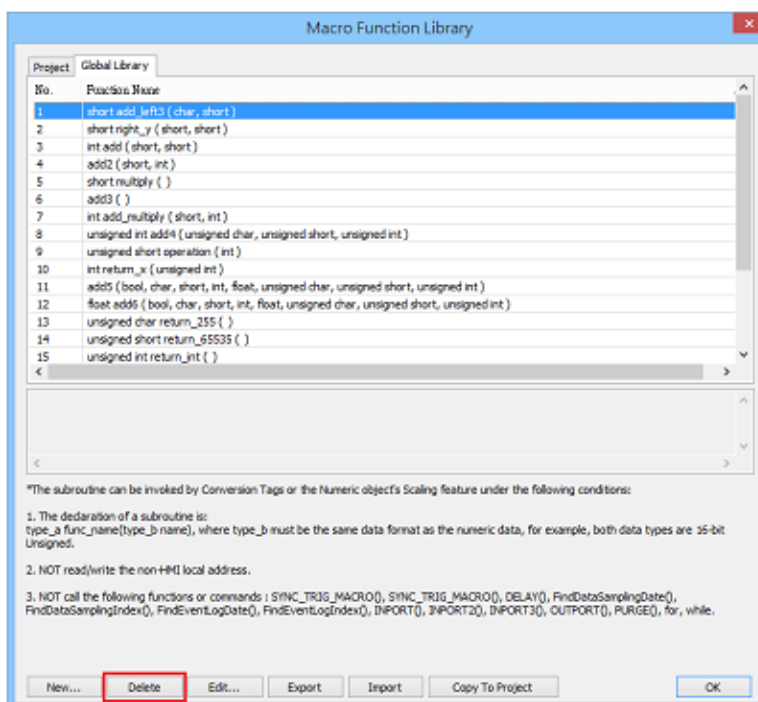 Macro Function Library
Project Global Library
No. Function Name
1 short add_left3 ( char, short )
2 short right_y ( short, short )
3 int add ( short, short )
4 add2 ( short, int )
5 short multiply ( )
6 add3 ( )
7 int add_multiply ( short, int )
8 unsigned int add4 ( unsigned char, unsigned short, unsigned int )
9 unsigned short operation ( int )
10 int return_x ( unsigned int )
11 add5 ( bool, char, short, int, float, unsigned char, unsigned short, unsigned int )
12 float add6 ( bool, char, short, int, float, unsigned char, unsigned short, unsigned int )
13 unsigned char return_255 ( )
14 unsigned short return_65535 ( )
15 unsigned int return_int ( )
*The subroutine can be invoked by Conversion Tags or the Numeric object's Scaling feature under the following conditions:
1. The declaration of a subroutine is:
type_a func_name(type_b name), where type_b must be the same data format as the numeric data, for example, both data types are 16-bit
Unsigned.
2. NOT read/write the non-HMI local address.
3. NOT call the following functions or commands : SYNC_TRIG_MACRO(), SYNC_TRIG_MACRO(), DELAY(), FindDataSamplingDate(),
FindDataSamplingIndex(), FindEventLogDate(), FindEventLogIndex(), INPORT(), INPORT2(), INPORT3(), OUTPORT(), PURGE(), for, while.
New... Delete Edit... Export Import Copy To Project OK